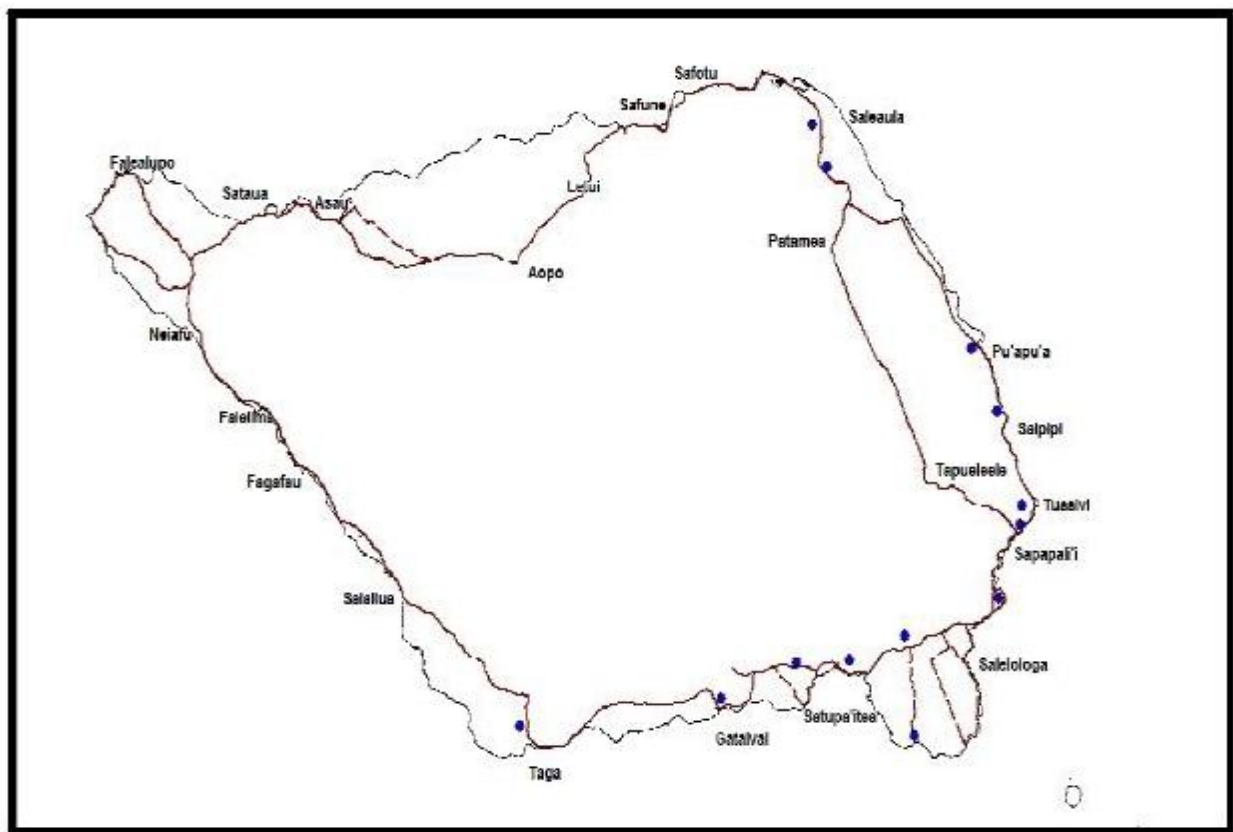 Safotu
Safune
Saleaula
Falealupo
Letui
Sataua
Asau
Patamea
Aopo
Neiafu
Pu'apu'a
Falelima
Saipipi
Fagafau
Tapueleele
Tuasivi
Sapapali'i
Salailua
Salelologa
Satupa'itea
Gataivai
Taga